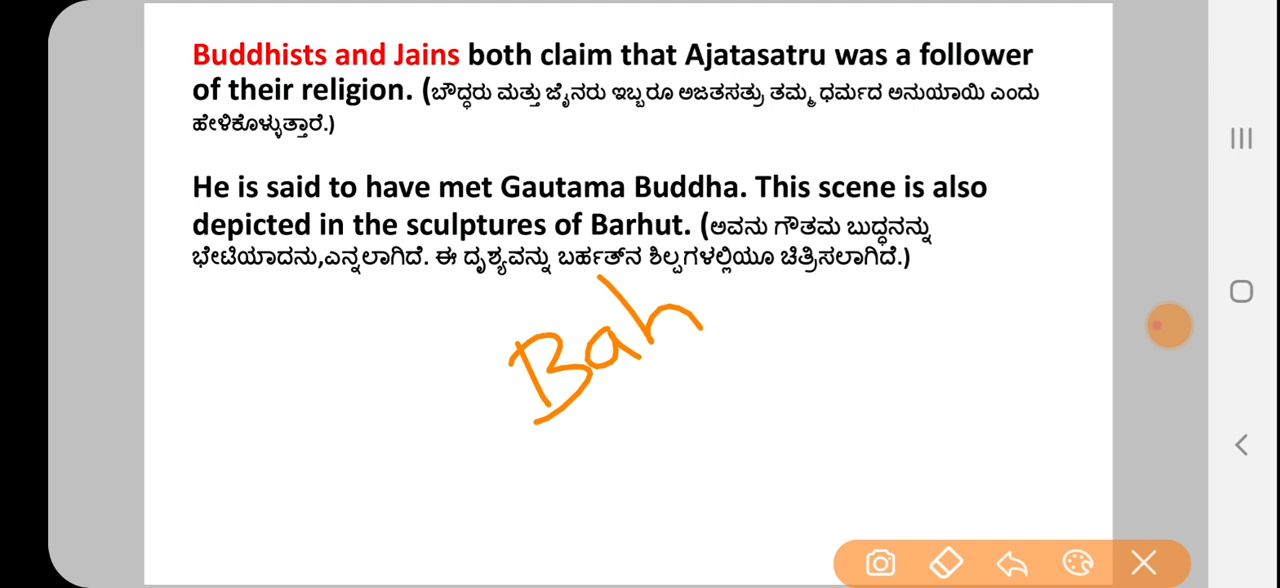 Buddhists and Jains both claim that Ajatasatru was a follower
of their religion. (ಬೌದ್ಧರು ಮತ್ತು ಜೈನರು ಇಬ್ಬರೂ ಅಜತಸತ್ರು ತಮ್ಮ ಧರ್ಮದ ಅನುಯಾಯಿ ಎಂದು
ಹೇಳಿಕೊಳ್ಳುತ್ತಾರೆ.)
He is said to have met Gautama Buddha. This scene is also
depicted in the sculptures of Barhut. (ಅವನು ಗೌತಮ ಬುದ್ಧನನ್ನು
ಭೇಟಿಯಾದನು,ಎನ್ನಲಾಗಿದೆ. ಈ ದೃಶ್ಯವನ್ನು ಬರ್ಹತ್‌ನ ಶಿಲ್ಪಗಳಲ್ಲಿಯೂ ಚಿತ್ರಿಸಲಾಗಿದೆ.)
Bah